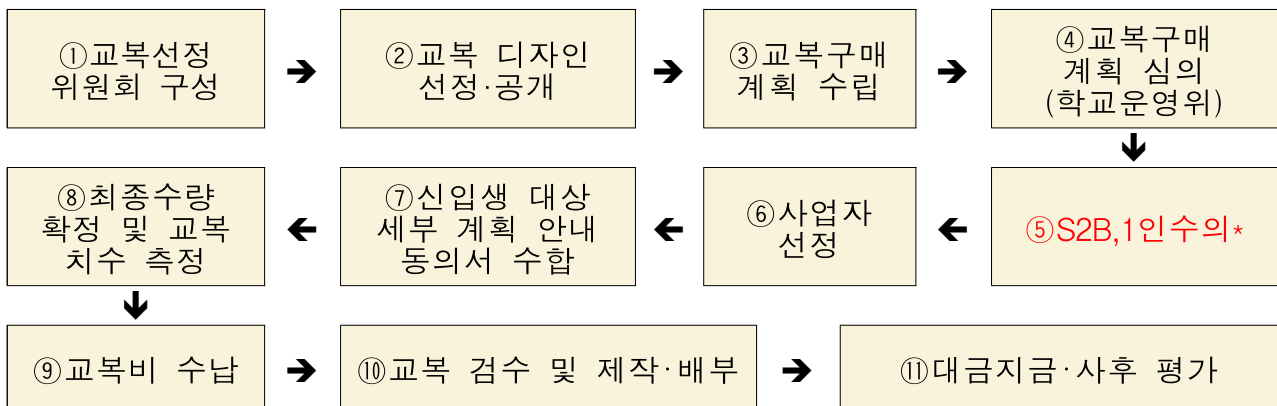 ①교복선정
위원회 구성
②교복 디자인
선정·공개
③교복구매
계획 수립
④교복구매
계획 심의
(학교운영위)
⑤S2B,1인수의*
⑥사업자
선정
⑦신입생 대상
세부 계획 안내
동의서 수합
⑧최종수량
확정 및 교복
치수 측정
⑨교복비 수납
⑩교복 검수 및 제작·배부
⑪대금지금·사후 평가